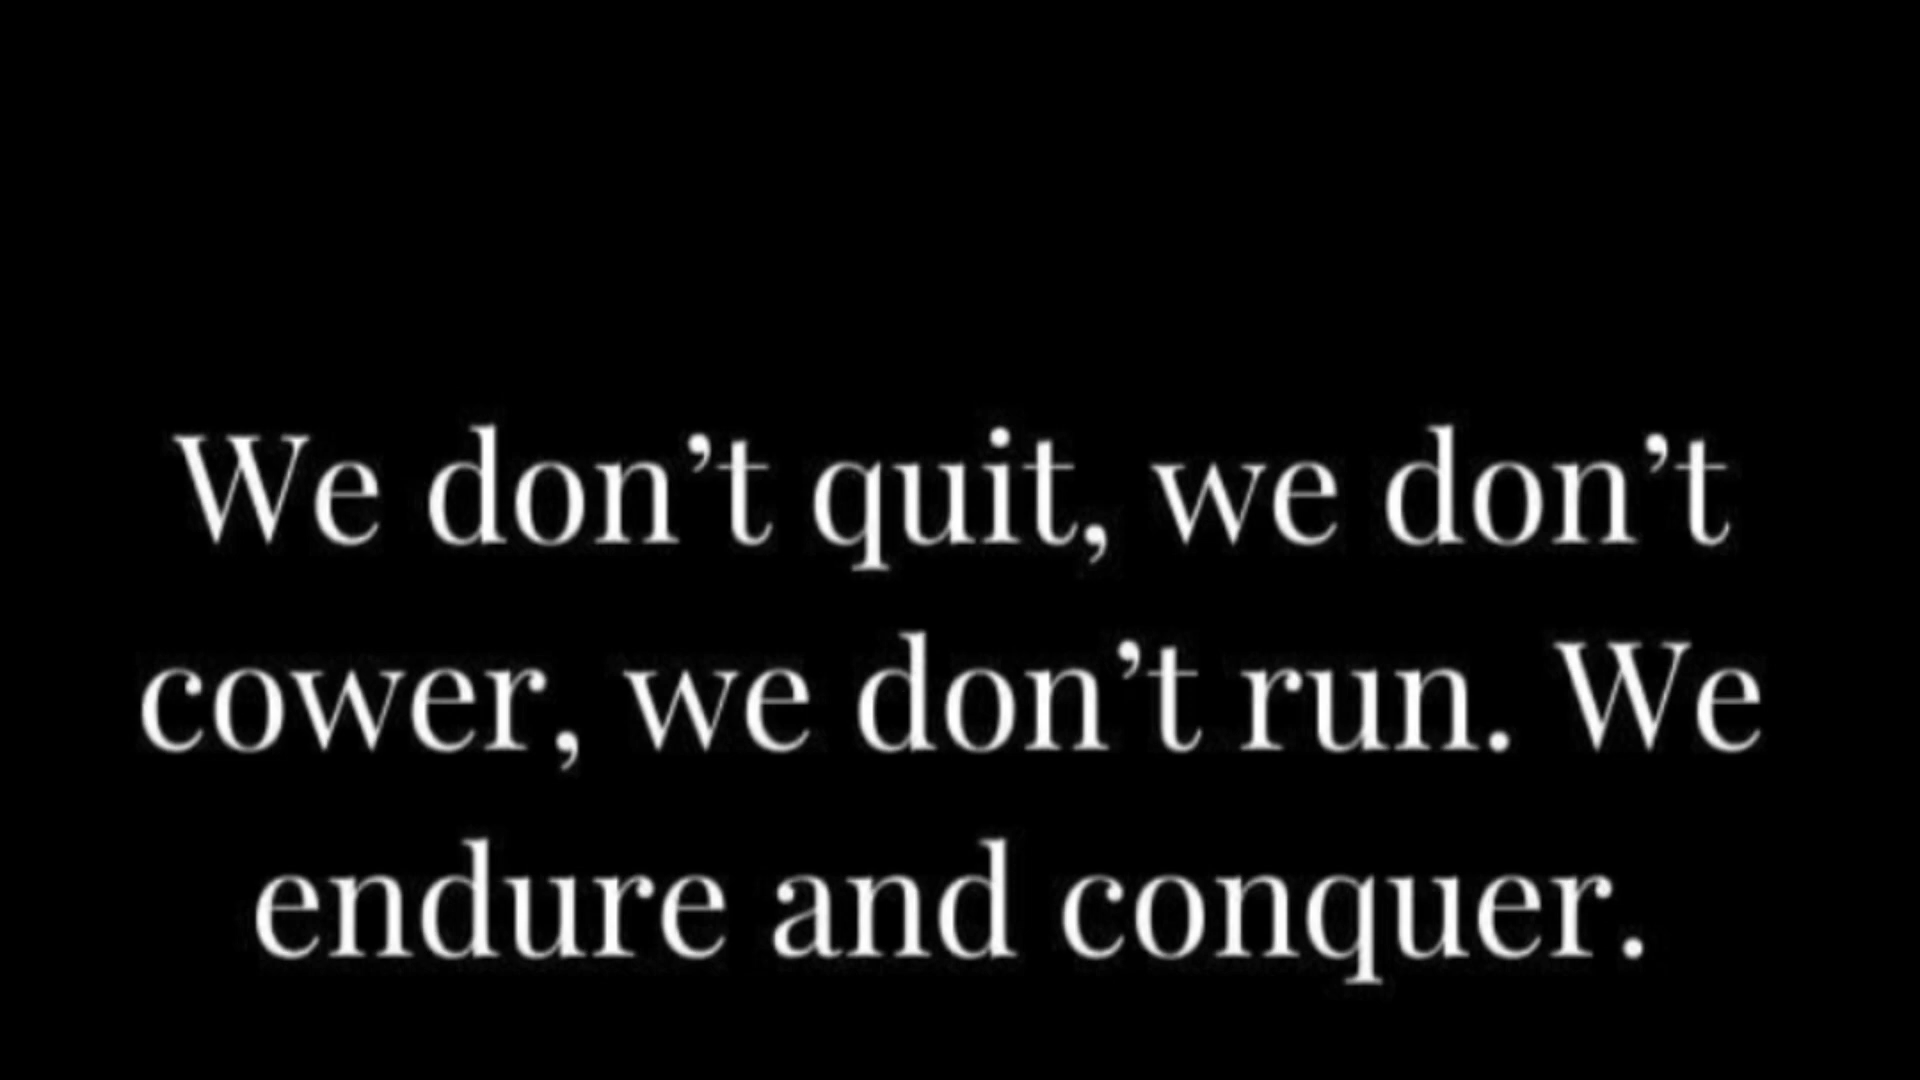 We don’t quit, we don’t
cower, we don’t run. We
endure and conquer.